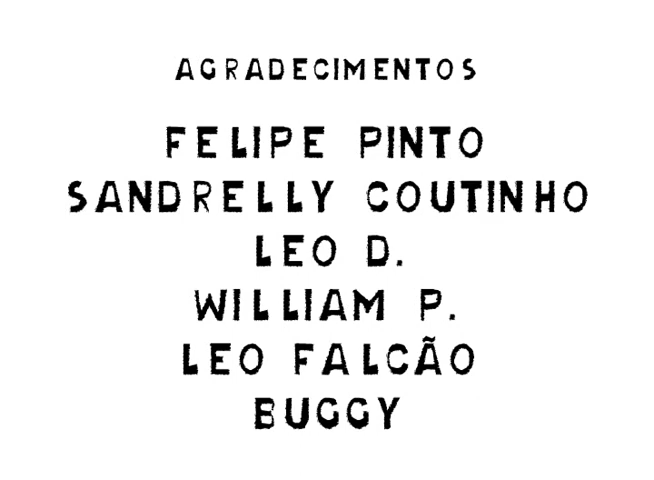 AGRADECIMENTOS
FELIPE PINTO
SANDRELLY COUTINHO
LEO D.
WILLIAM P.
LEO FALCÃO
BUGGY